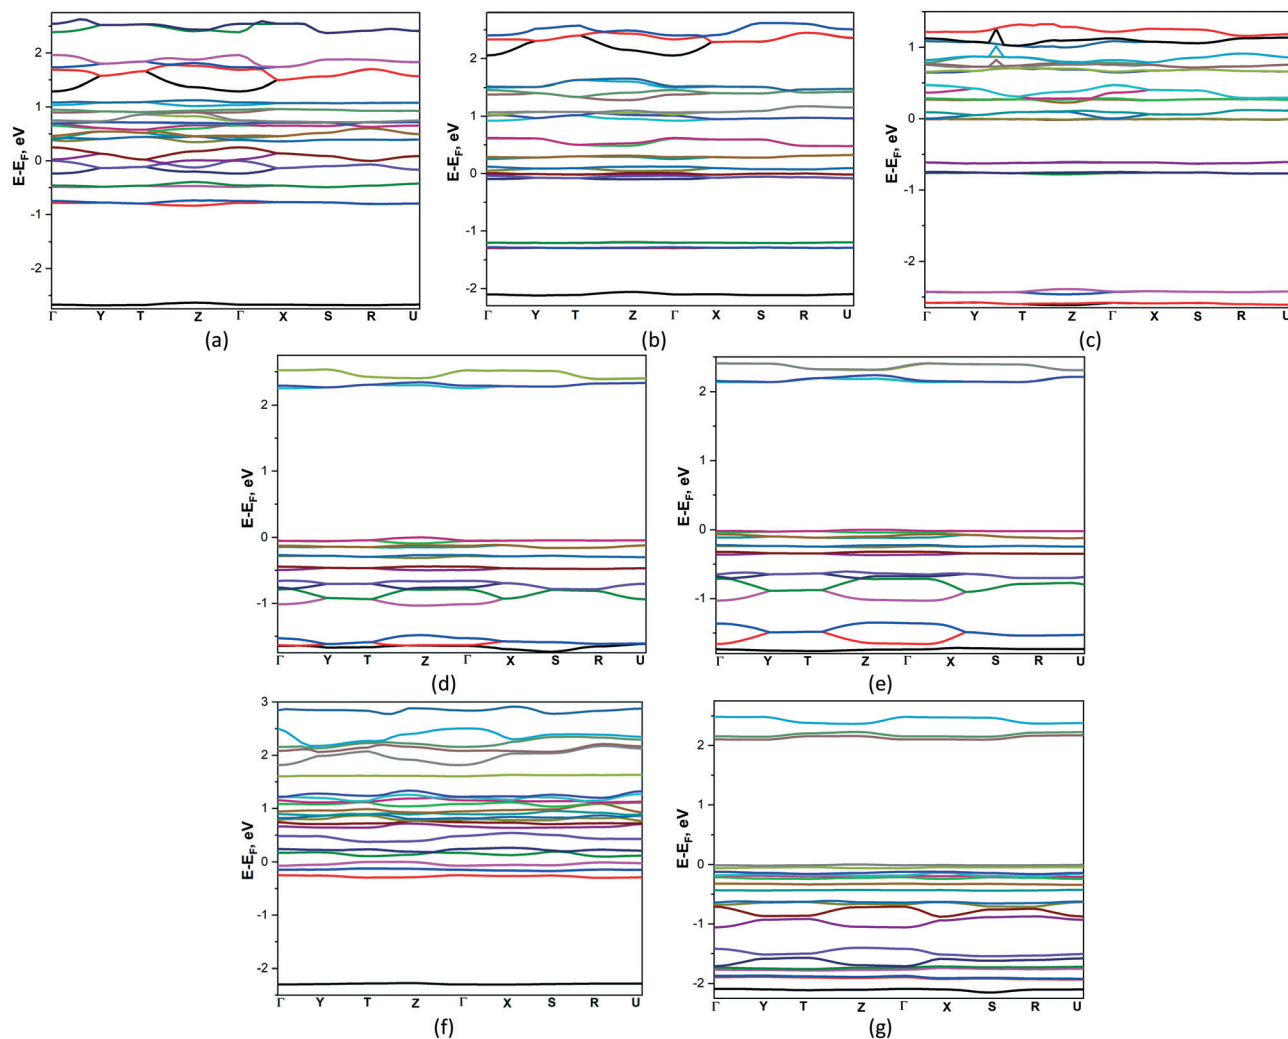 E-E_F, eV
2
1
0
-1
-2
Γ Y T Z Γ X S R U
(a)
E-E_F, eV
2
1
0
-1
-2
Γ Y T Z Γ X S R U
(b)
E-E_F, eV
1
0
-1
-2
Γ Y T Z Γ X S R U
(c)
E-E_F, eV
2
1
0
-1
Γ Y T Z Γ X S R U
(d)
E-E_F, eV
2
1
0
-1
Γ Y T Z Γ X S R U
(e)
E-E_F, eV
3
2
1
0
-2
Γ Y T Z Γ X S R U
(f)
E-E_F, eV
2
1
0
-1
-2
Γ Y T Z Γ X S R U
(g)